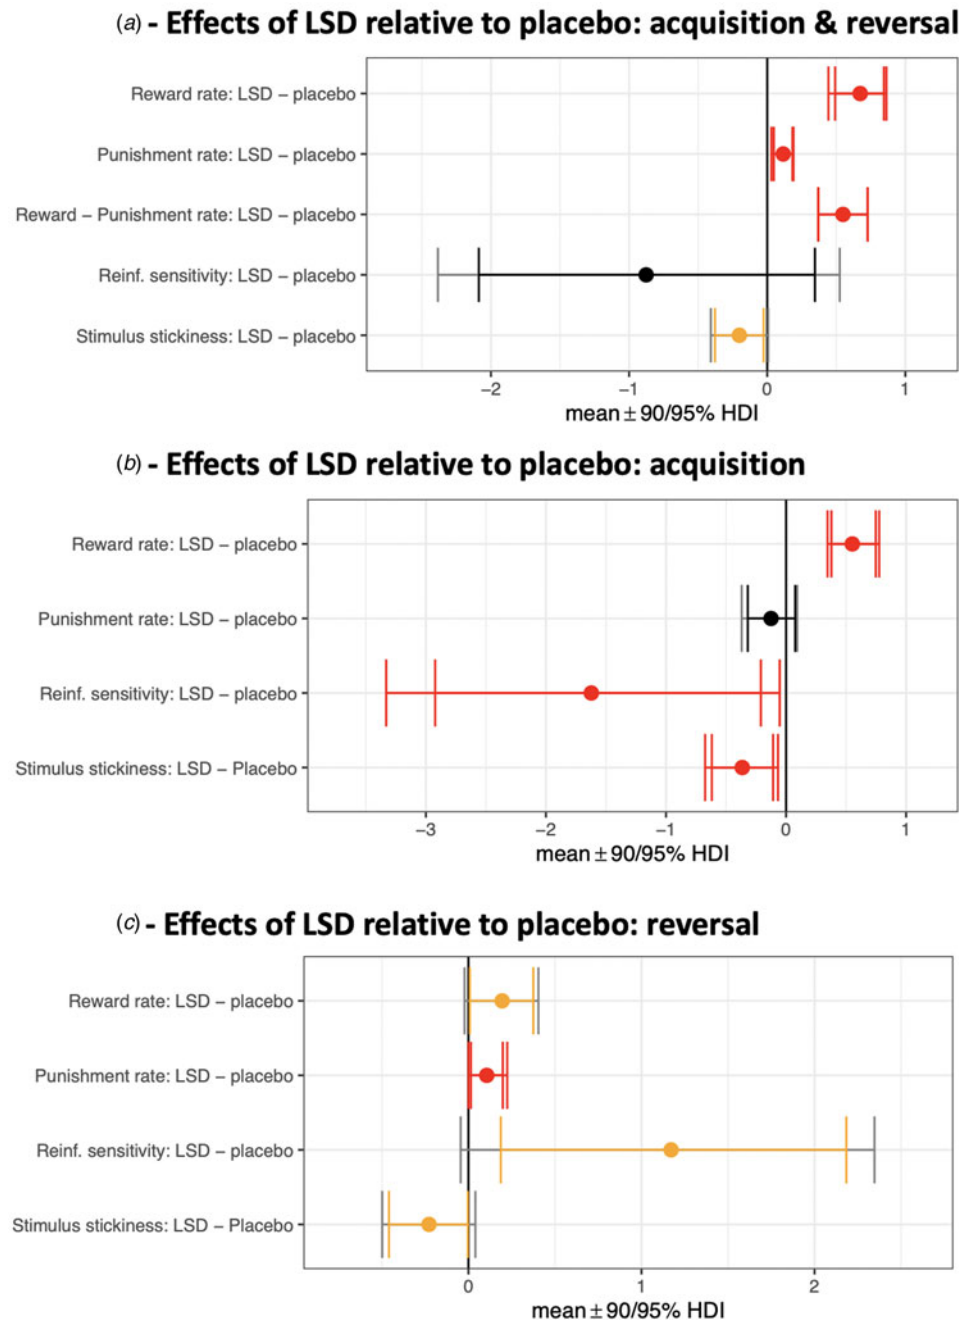 (a) - Effects of LSD relative to placebo: acquisition & reversal
Reward rate: LSD − placebo
Punishment rate: LSD − placebo
Reward − Punishment rate: LSD − placebo
Reinf. sensitivity: LSD − placebo
Stimulus stickiness: LSD − placebo
−2 −1 0 1
mean ± 90/95% HDI
(b) - Effects of LSD relative to placebo: acquisition
Reward rate: LSD − placebo
Punishment rate: LSD − placebo
Reinf. sensitivity: LSD − placebo
Stimulus stickiness: LSD − Placebo
−3 −2 −1 0 1
mean ± 90/95% HDI
(c) - Effects of LSD relative to placebo: reversal
Reward rate: LSD − placebo
Punishment rate: LSD − placebo
Reinf. sensitivity: LSD − placebo
Stimulus stickiness: LSD − Placebo
0 1 2
mean ± 90/95% HDI